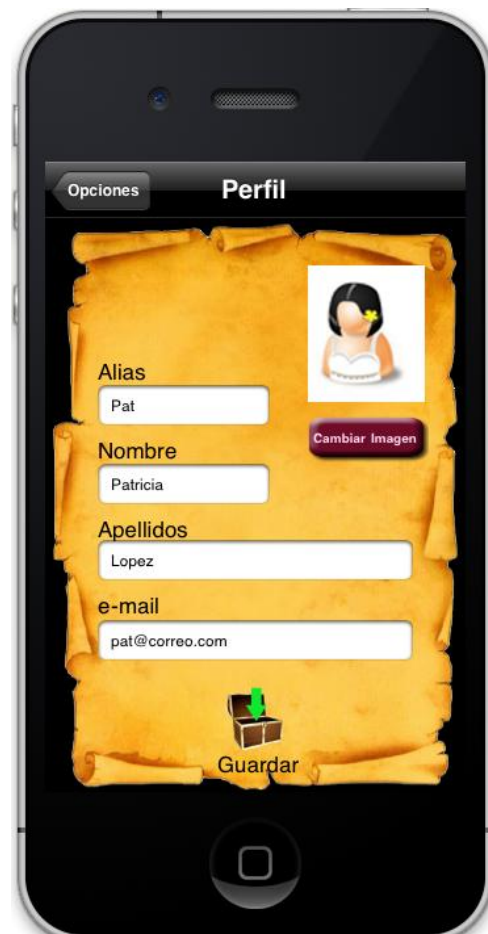 Opciones
Perfil
Alias
Pat
Cambiar Imagen
Nombre
Patricia
Apellidos
Lopez
e-mail
pat@correo.com
Guardar